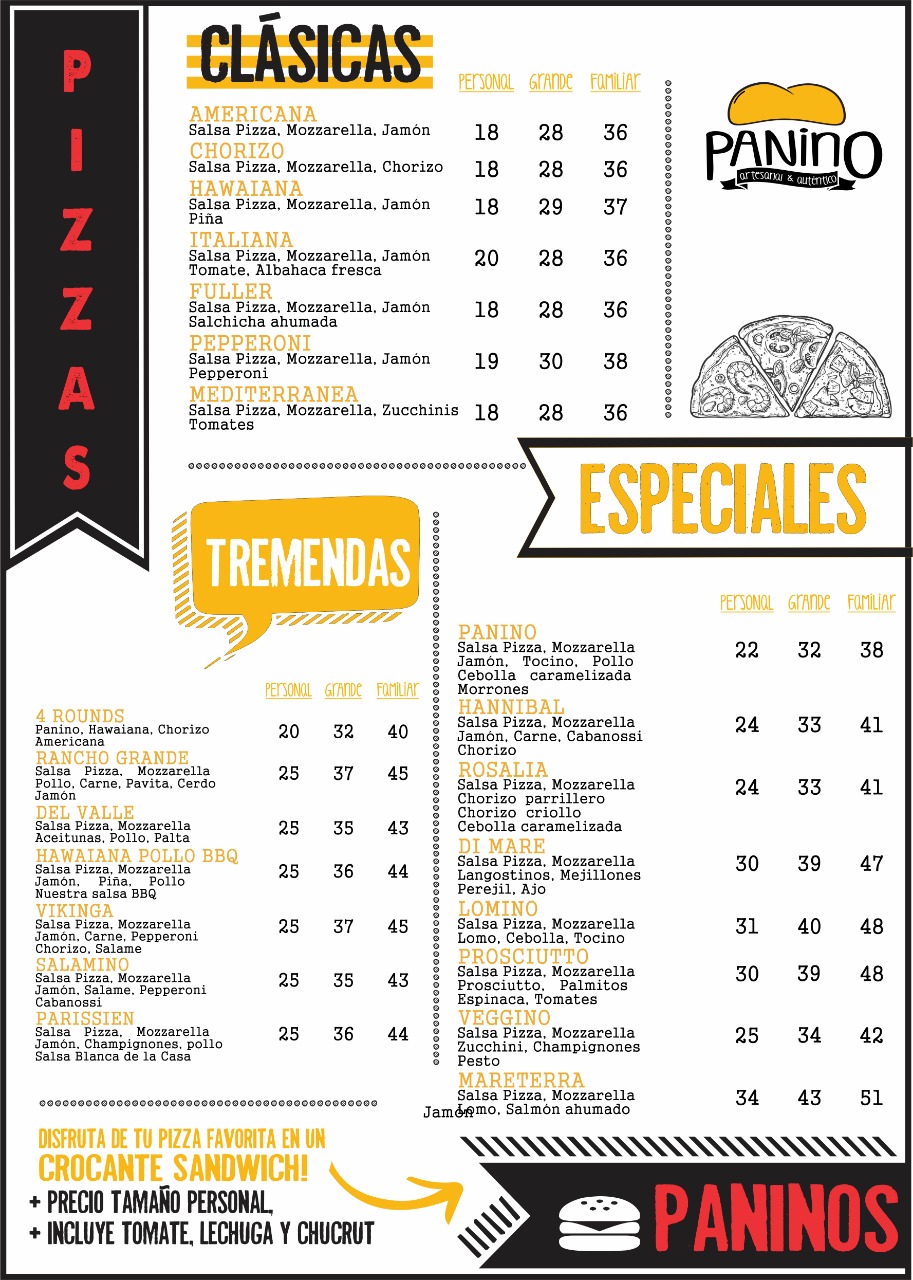 PIZZAS
CLÁSICAS
Personal Grande Familiar
AMERICANA
Salsa Pizza, Mozzarella, Jamón 18 28 36
CHORIZO
Salsa Pizza, Mozzarella, Chorizo 18 28 36
HAWAIANA
Salsa Pizza, Mozzarella, Jamón 18 29 37
Piña
ITALIANA
Salsa Pizza, Mozzarella, Jamón 20 28 36
Tomate, Albahaca fresca
FULLER
Salsa Pizza, Mozzarella, Jamón 18 28 36
Salchicha ahumada
PEPPERONI
Salsa Pizza, Mozzarella, Jamón 19 30 38
Pepperoni
MEDITERRANEA
Salsa Pizza, Mozzarella, Zucchinis 18 28 36
Tomates
PANINO
artesanal & auténtico
TREMENDAS
Personal Grande Familiar
4 ROUNDS
Panino, Hawaiana, Chorizo 20 32 40
Americana
RANCHO GRANDE
Salsa Pizza, Mozzarella 25 37 45
Pollo, Carne, Pavita, Cerdo
Jamón
DEL VALLE
Salsa Pizza, Mozzarella 25 35 43
Aceitunas, Pollo, Palta
HAWAIANA POLLO BBQ
Salsa Pizza, Mozzarella 25 36 44
Jamón, Piña, Pollo
Nuestra salsa BBQ
VIKINGA
Salsa Pizza, Mozzarella 25 37 45
Jamón, Carne, Pepperoni
Chorizo, Salame
SALAMINO
Salsa Pizza, Mozzarella 25 35 43
Jamón, Salame, Pepperoni
Cabanossi
PARISSIEN
Salsa Pizza, Mozzarella 25 36 44
Jamón, Champignones, pollo
Salsa Blanca de la Casa
ESPECIALES
Personal Grande Familiar
PANINO
Salsa Pizza, Mozzarella 22 32 38
Jamón, Tocino, Pollo
Cebolla caramelizada
Morrones
HANNIBAL
Salsa Pizza, Mozzarella 24 33 41
Jamón, Carne, Cabanossi
Chorizo
ROSALIA
Salsa Pizza, Mozzarella 24 33 41
Chorizo parrillero
Chorizo criollo
Cebolla caramelizada
DI MARE
Salsa Pizza, Mozzarella 30 39 47
Langostinos, Mejillones
Perejil, Ajo
LOMINO
Salsa Pizza, Mozzarella 31 40 48
Lomo, Cebolla, Tocino
PROSCIUTTO
Salsa Pizza, Mozzarella 30 39 48
Prosciutto, Palmitos
Espinaca, Tomates
VEGGINO
Salsa Pizza, Mozzarella 25 34 42
Zucchini, Champignones
Pesto
MARETERRA
Salsa Pizza, Mozzarella 34 43 51
Lomo, Salmón ahumado
Jamón
DISFRUTA DE TU PIZZA FAVORITA EN UN
CROCANTE SANDWICH!
+ PRECIO TAMAÑO PERSONAL,
+ INCLUYE TOMATE, LECHUGA Y CHUCRUT
PANINOS